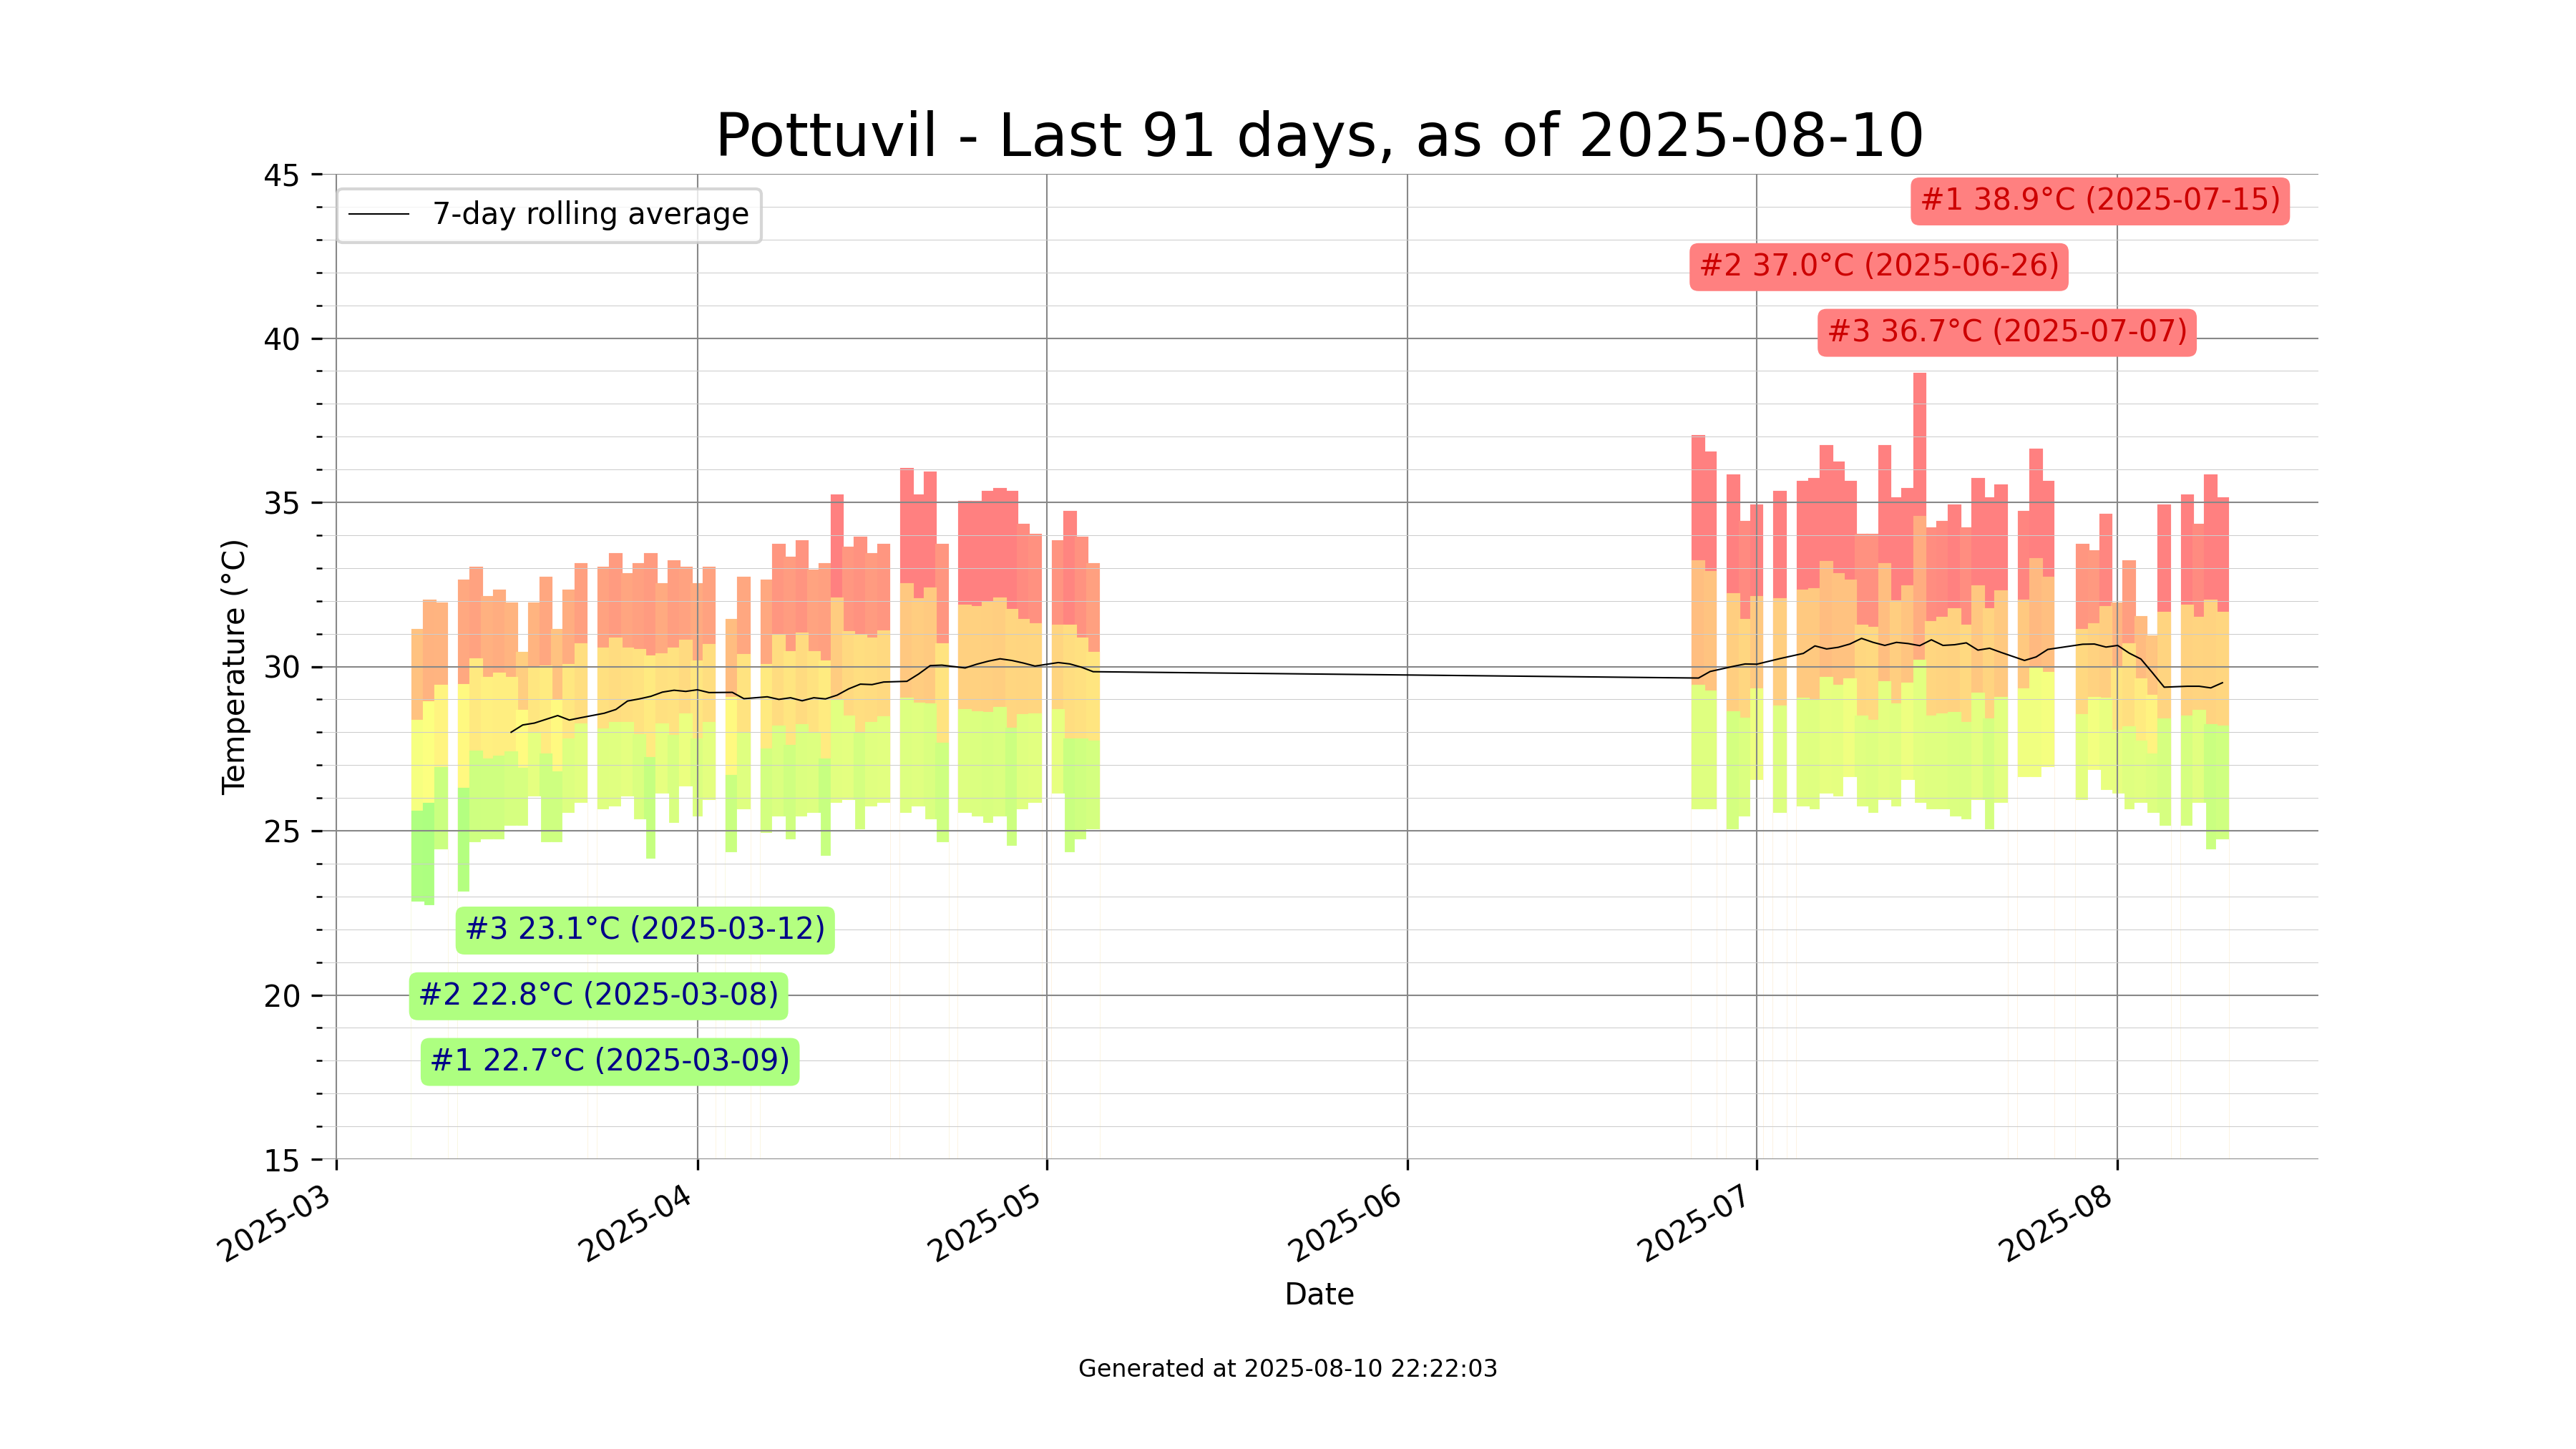 Pottuvil - Last 91 days, as of 2025-08-10
45
40
35
30
25
20
15
Temperature (°C)
7-day rolling average
#1 38.9°C (2025-07-15)
#2 37.0°C (2025-06-26)
#3 36.7°C (2025-07-07)
#3 23.1°C (2025-03-12)
#2 22.8°C (2025-03-08)
#1 22.7°C (2025-03-09)
2025-03
2025-04
2025-05
2025-06
2025-07
2025-08
Date
Generated at 2025-08-10 22:22:03